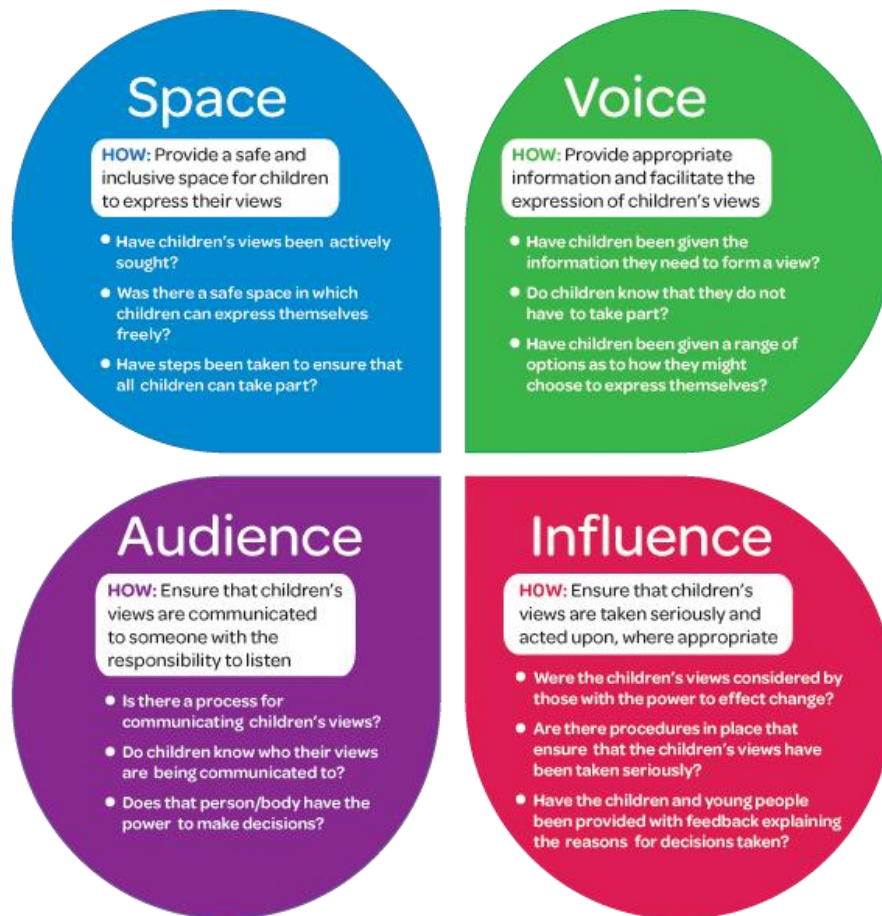 Space
HOW: Provide a safe and
inclusive space for children
to express their views
• Have children's views been actively
sought?
• Was there a safe space in which
children can express themselves
freely?
• Have steps been taken to ensure that
all children can take part?
Voice
HOW: Provide appropriate
information and facilitate the
expression of children's views
• Have children been given the
information they need to form a view?
• Do children know that they do not
have to take part?
• Have children been given a range of
options as to how they might
choose to express themselves?
Audience
HOW: Ensure that children's
views are communicated
to someone with the
responsibility to listen
• Is there a process for
communicating children's views?
• Do children know who their views
are being communicated to?
• Does that person/body have the
power to make decisions?
Influence
HOW: Ensure that children's
views are taken seriously and
acted upon, where appropriate
• Were the children's views considered by
those with the power to effect change?
• Are there procedures in place that
ensure that the children's views have
been taken seriously?
• Have the children and young people
been provided with feedback explaining
the reasons for decisions taken?